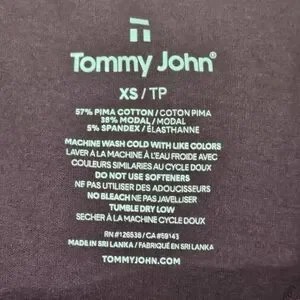 Tommy John®
XS / TP
57% PIMA COTTON / COTON PIMA
38% MODAL / MODAL
5% SPANDEX / ÉLASTHANNE
MACHINE WASH COLD WITH LIKE COLORS
LAVER À LA MACHINE À L'EAU FROIDE AVEC
COULEURS SIMILAIRES AU CYCLE DOUX
DO NOT USE SOFTENERS
NE PAS UTILISER DES ADOUCISSEURS
NO BLEACH / NE PAS JAVELLISER
TUMBLE DRY LOW
SECHER À LA MACHINE CYCLE DOUX
RN #126536 / CA #59143
MADE IN SRI LANKA / FABRIQUÉ EN SRI LANKA
TOMMYJOHN.COM